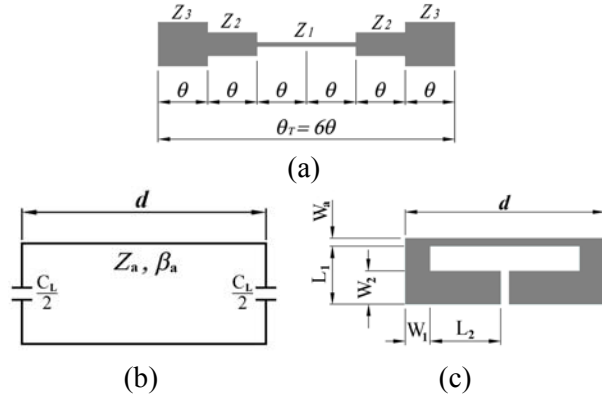 Z3 Z2 Z1 Z2 Z3
θ θ θ θ θ θ
θT= 6θ
(a)
d
Za , βa
CL/2 CL/2
(b)
Wa d
L1 W2
W1 L2
(c)